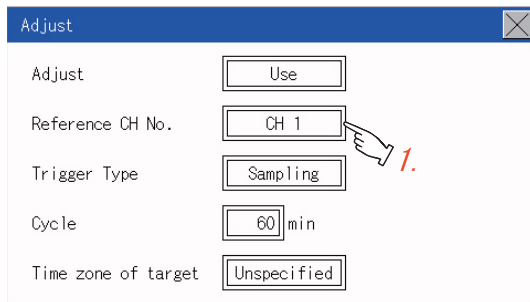 Adjust
Adjust Use
Reference CH No. CH 1
1.
Trigger Type Sampling
Cycle 60 min
Time zone of target Unspecified